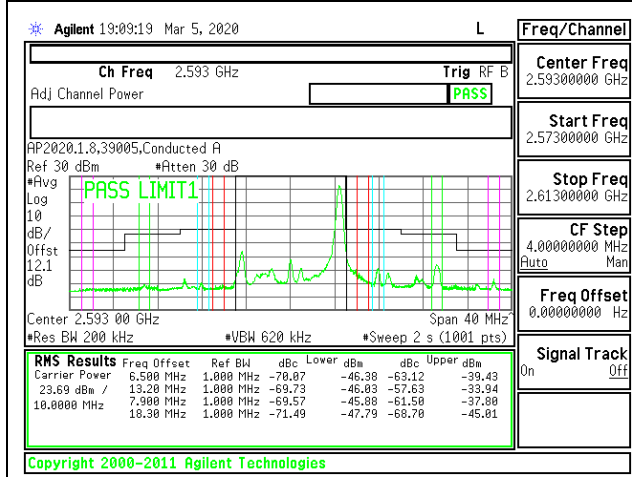 Agilent 19:09:19 Mar 5, 2020 L
Freq/Channel
Ch Freq 2.593 GHz Trig RF B
Adj Channel Power PASS
AP2020.1.8,39005,Conducted A
Ref 30 dBm #Atten 30 dB
#Avg
Log
10
dB/
Offst
12.1
dB
PASS LIMIT1
Center 2.593 00 GHz Span 40 MHz^
#Res BW 200 kHz #VBW 620 kHz #Sweep 2 s (1001 pts)
RMS Results Freq Offset Ref BW dBc Lower dBm dBc Upper dBm
Carrier Power 6.500 MHz 1.000 MHz -70.07 -46.38 -63.12 -39.43
23.69 dBm / 13.20 MHz 1.000 MHz -69.73 -46.03 -57.63 -33.94
10.0000 MHz 7.900 MHz 1.000 MHz -69.57 -45.88 -61.50 -37.80
18.30 MHz 1.000 MHz -71.49 -47.79 -68.70 -45.01
Center Freq
2.59300000 GHz
Start Freq
2.57300000 GHz
Stop Freq
2.61300000 GHz
CF Step
4.00000000 MHz
Auto Man
Freq Offset
0.00000000 Hz
Signal Track
On Off
Copyright 2000-2011 Agilent Technologies